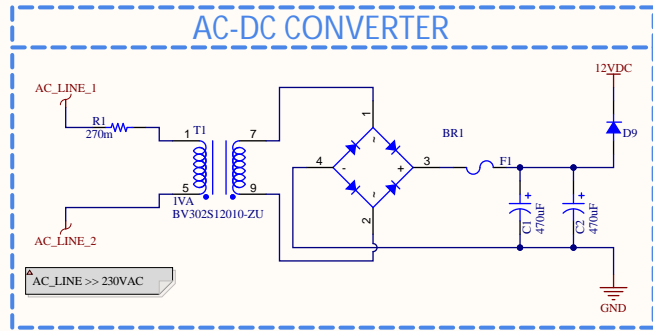 AC-DC CONVERTER
12VDC
AC_LINE_1
R1
270m
T1
1
7
1
~
BR1
D9
4
-
+
3
F1
5
9
~
2
1VA
BV302S12010-ZU
+
C1
470uF
+
C2
470uF
AC_LINE_2
AC_LINE >> 230VAC
GND